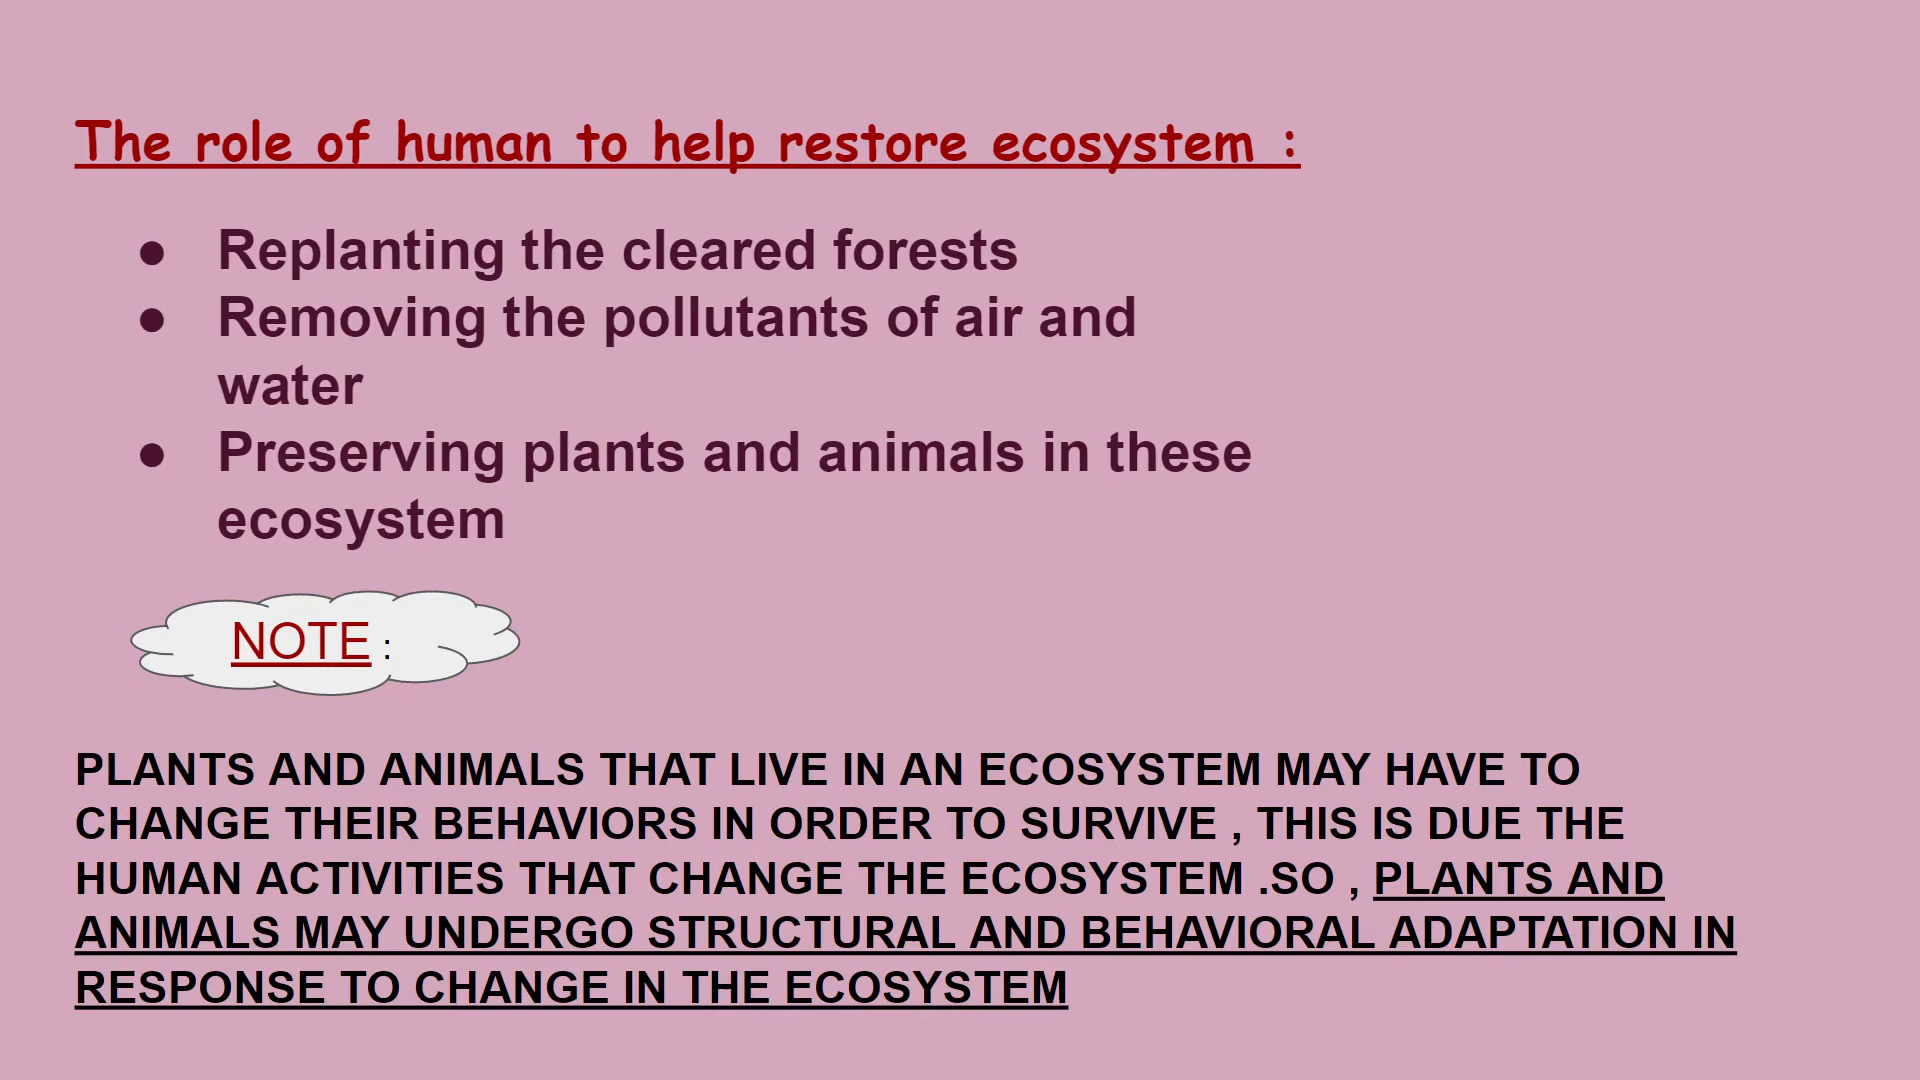 The role of human to help restore ecosystem :
● Replanting the cleared forests
● Removing the pollutants of air and
water
● Preserving plants and animals in these
ecosystem
NOTE :
PLANTS AND ANIMALS THAT LIVE IN AN ECOSYSTEM MAY HAVE TO
CHANGE THEIR BEHAVIORS IN ORDER TO SURVIVE , THIS IS DUE THE
HUMAN ACTIVITIES THAT CHANGE THE ECOSYSTEM .SO , PLANTS AND
ANIMALS MAY UNDERGO STRUCTURAL AND BEHAVIORAL ADAPTATION IN
RESPONSE TO CHANGE IN THE ECOSYSTEM